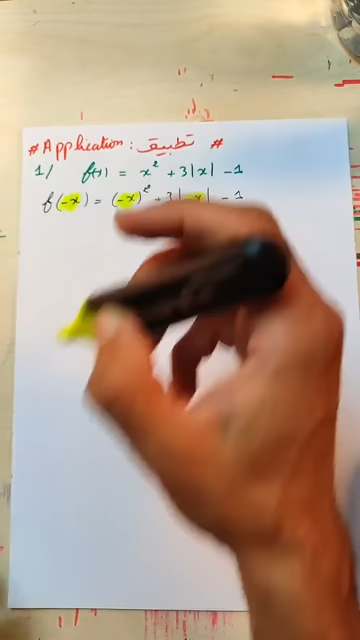 # Application : تطبيق #
1/ f(x) = x² + 3|x| - 1
f(-x) = (-x)² + 3|-x| - 1